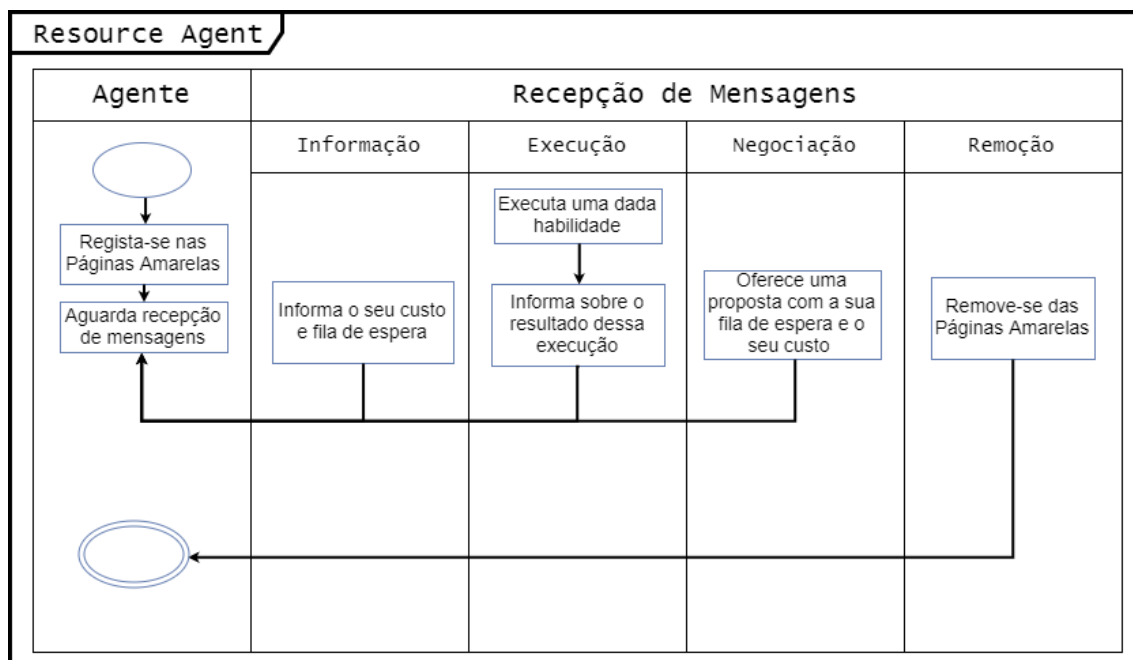 Resource Agent
Agente
Recepção de Mensagens
Informação
Execução
Negociação
Remoção
Regista-se nas
Páginas Amarelas
Aguarda recepção
de mensagens
Informa o seu custo
e fila de espera
Executa uma dada
habilidade
Informa sobre o
resultado dessa
execução
Oferece uma
proposta com a sua
fila de espera e o
seu custo
Remove-se das
Páginas Amarelas